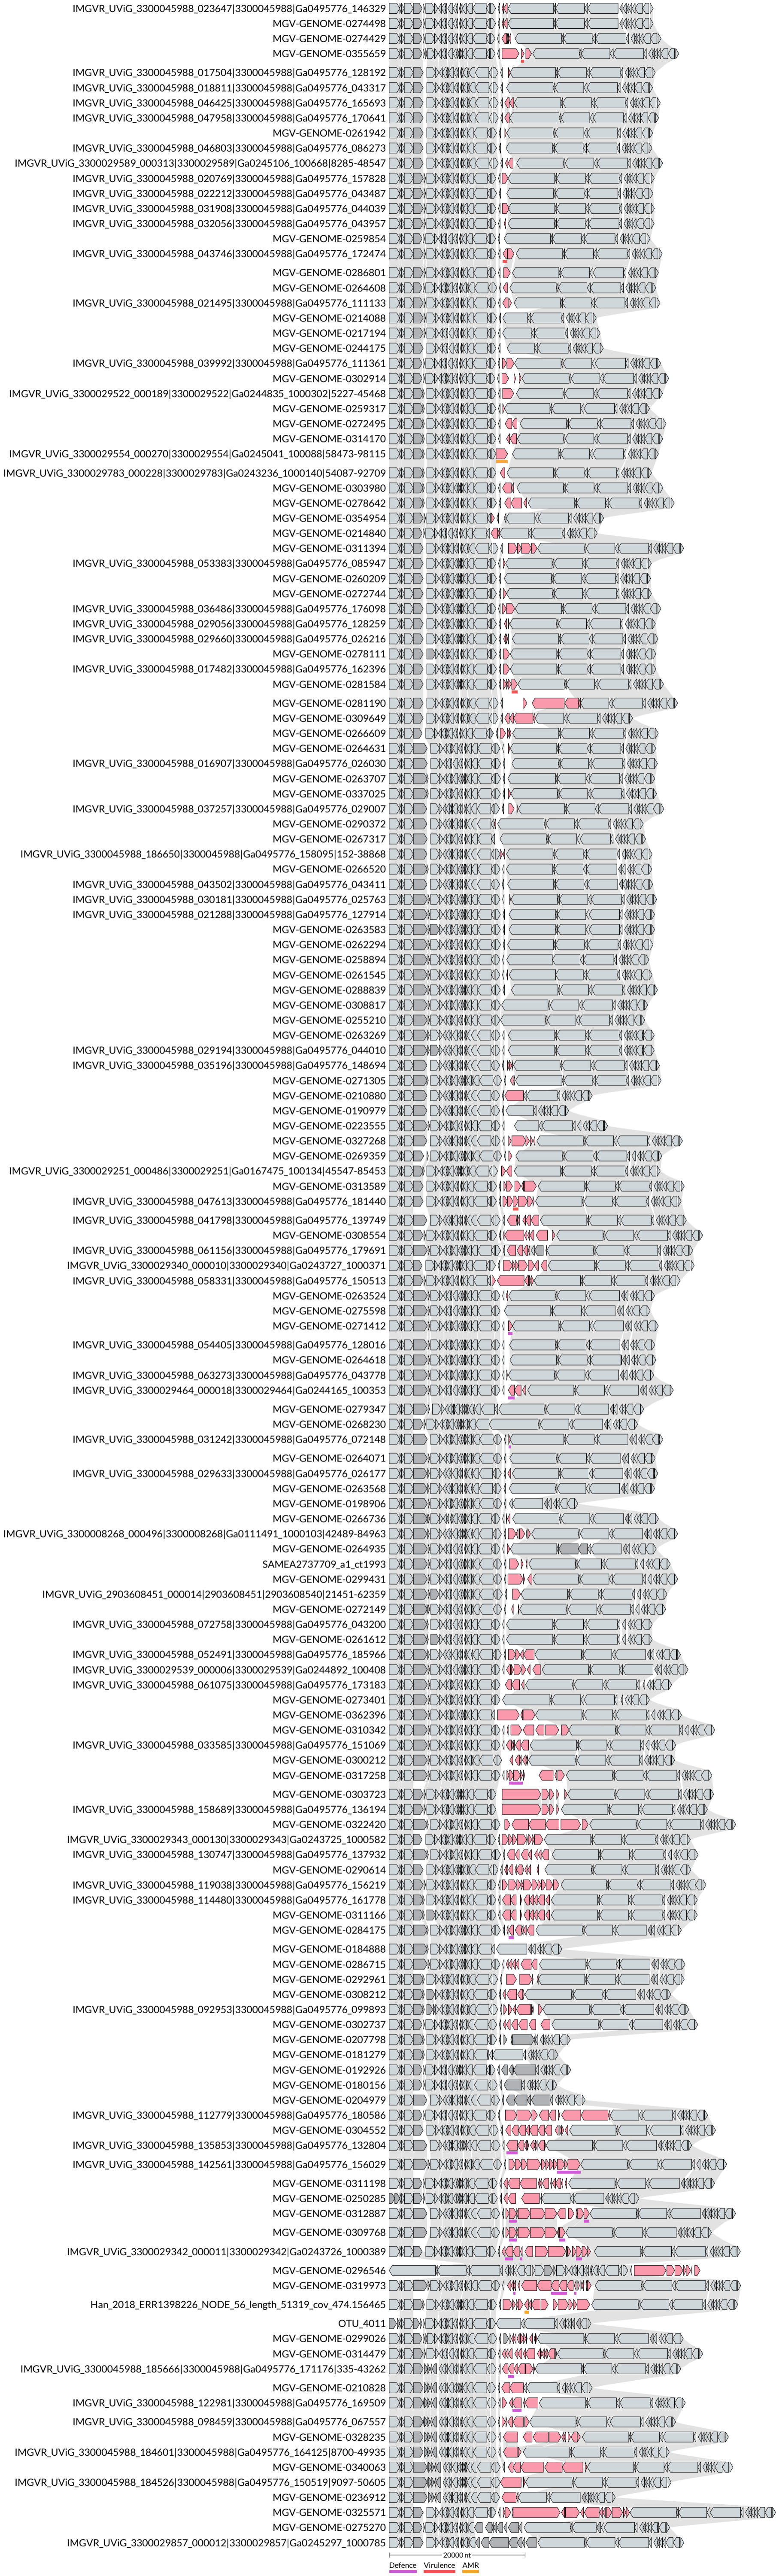 IMGVR_UViG_3300045988_023647|3300045988|Ga0495776_146329
MGV-GENOME-0274498
MGV-GENOME-0274429
MGV-GENOME-0355659
IMGVR_UViG_3300045988_017504|3300045988|Ga0495776_128192
IMGVR_UViG_3300045988_018811|3300045988|Ga0495776_043317
IMGVR_UViG_3300045988_046425|3300045988|Ga0495776_165693
IMGVR_UViG_3300045988_047958|3300045988|Ga0495776_170641
MGV-GENOME-0261942
IMGVR_UViG_3300045988_046803|3300045988|Ga0495776_086273
IMGVR_UViG_3300029589_000313|3300029589|Ga0245106_100668|8285-48547
IMGVR_UViG_3300045988_020769|3300045988|Ga0495776_157828
IMGVR_UViG_3300045988_022212|3300045988|Ga0495776_043487
IMGVR_UViG_3300045988_031908|3300045988|Ga0495776_044039
IMGVR_UViG_3300045988_032056|3300045988|Ga0495776_043957
MGV-GENOME-0259854
IMGVR_UViG_3300045988_043746|3300045988|Ga0495776_172474
MGV-GENOME-0286801
MGV-GENOME-0264608
IMGVR_UViG_3300045988_021495|3300045988|Ga0495776_111133
MGV-GENOME-0214088
MGV-GENOME-0217194
MGV-GENOME-0244175
IMGVR_UViG_3300045988_039992|3300045988|Ga0495776_111361
MGV-GENOME-0302914
IMGVR_UViG_3300029522_000189|3300029522|Ga0244835_1000302|5227-45468
MGV-GENOME-0259317
MGV-GENOME-0272495
MGV-GENOME-0314170
IMGVR_UViG_3300029554_000270|3300029554|Ga0245041_100088|58473-98115
IMGVR_UViG_3300029783_000228|3300029783|Ga0243236_1000140|54087-92709
MGV-GENOME-0303980
MGV-GENOME-0278642
MGV-GENOME-0354954
MGV-GENOME-0214840
MGV-GENOME-0311394
IMGVR_UViG_3300045988_053383|3300045988|Ga0495776_085947
MGV-GENOME-0260209
MGV-GENOME-0272744
IMGVR_UViG_3300045988_036486|3300045988|Ga0495776_176098
IMGVR_UViG_3300045988_029056|3300045988|Ga0495776_128259
IMGVR_UViG_3300045988_029660|3300045988|Ga0495776_026216
MGV-GENOME-0278111
IMGVR_UViG_3300045988_017482|3300045988|Ga0495776_162396
MGV-GENOME-0281584
MGV-GENOME-0281190
MGV-GENOME-0309649
MGV-GENOME-0266609
MGV-GENOME-0264631
IMGVR_UViG_3300045988_016907|3300045988|Ga0495776_026030
MGV-GENOME-0263707
MGV-GENOME-0337025
IMGVR_UViG_3300045988_037257|3300045988|Ga0495776_029007
MGV-GENOME-0290372
MGV-GENOME-0267317
IMGVR_UViG_3300045988_186650|3300045988|Ga0495776_158095|152-38868
MGV-GENOME-0266520
IMGVR_UViG_3300045988_043502|3300045988|Ga0495776_043411
IMGVR_UViG_3300045988_030181|3300045988|Ga0495776_025763
IMGVR_UViG_3300045988_021288|3300045988|Ga0495776_127914
MGV-GENOME-0263583
MGV-GENOME-0262294
MGV-GENOME-0258894
MGV-GENOME-0261545
MGV-GENOME-0288839
MGV-GENOME-0308817
MGV-GENOME-0255210
MGV-GENOME-0263269
IMGVR_UViG_3300045988_029194|3300045988|Ga0495776_044010
IMGVR_UViG_3300045988_035196|3300045988|Ga0495776_148694
MGV-GENOME-0271305
MGV-GENOME-0210880
MGV-GENOME-0190979
MGV-GENOME-0223555
MGV-GENOME-0327268
MGV-GENOME-0269359
IMGVR_UViG_3300029251_000486|3300029251|Ga0167475_100134|45547-85453
MGV-GENOME-0313589
IMGVR_UViG_3300045988_047613|3300045988|Ga0495776_181440
IMGVR_UViG_3300045988_041798|3300045988|Ga0495776_139749
MGV-GENOME-0308554
IMGVR_UViG_3300045988_061156|3300045988|Ga0495776_179691
IMGVR_UViG_3300029340_000010|3300029340|Ga0243727_1000371
IMGVR_UViG_3300045988_058331|3300045988|Ga0495776_150513
MGV-GENOME-0263524
MGV-GENOME-0275598
MGV-GENOME-0271412
IMGVR_UViG_3300045988_054405|3300045988|Ga0495776_128016
MGV-GENOME-0264618
IMGVR_UViG_3300045988_063273|3300045988|Ga0495776_043778
IMGVR_UViG_3300029464_000018|3300029464|Ga0244165_100353
MGV-GENOME-0279347
MGV-GENOME-0268230
IMGVR_UViG_3300045988_031242|3300045988|Ga0495776_072148
MGV-GENOME-0264071
IMGVR_UViG_3300045988_029633|3300045988|Ga0495776_026177
MGV-GENOME-0263568
MGV-GENOME-0198906
MGV-GENOME-0266736
IMGVR_UViG_3300008268_000496|3300008268|Ga0111491_1000103|42489-84963
MGV-GENOME-0264935
SAMEA2737709_a1_ct1993
MGV-GENOME-0299431
IMGVR_UViG_2903608451_000014|2903608451|2903608540|21451-62359
MGV-GENOME-0272149
IMGVR_UViG_3300045988_072758|3300045988|Ga0495776_043200
MGV-GENOME-0261612
IMGVR_UViG_3300045988_052491|3300045988|Ga0495776_185966
IMGVR_UViG_3300029539_000006|3300029539|Ga0244892_100408
IMGVR_UViG_3300045988_061075|3300045988|Ga0495776_173183
MGV-GENOME-0273401
MGV-GENOME-0362396
MGV-GENOME-0310342
IMGVR_UViG_3300045988_033585|3300045988|Ga0495776_151069
MGV-GENOME-0300212
MGV-GENOME-0317258
MGV-GENOME-0303723
IMGVR_UViG_3300045988_158689|3300045988|Ga0495776_136194
MGV-GENOME-0322420
IMGVR_UViG_3300029343_000130|3300029343|Ga0243725_1000582
IMGVR_UViG_3300045988_130747|3300045988|Ga0495776_137932
MGV-GENOME-0290614
IMGVR_UViG_3300045988_119038|3300045988|Ga0495776_156219
IMGVR_UViG_3300045988_114480|3300045988|Ga0495776_161778
MGV-GENOME-0311166
MGV-GENOME-0284175
MGV-GENOME-0184888
MGV-GENOME-0286715
MGV-GENOME-0292961
MGV-GENOME-0308212
IMGVR_UViG_3300045988_092953|3300045988|Ga0495776_099893
MGV-GENOME-0302737
MGV-GENOME-0207798
MGV-GENOME-0181279
MGV-GENOME-0192926
MGV-GENOME-0180156
MGV-GENOME-0204979
IMGVR_UViG_3300045988_112779|3300045988|Ga0495776_180586
MGV-GENOME-0304552
IMGVR_UViG_3300045988_135853|3300045988|Ga0495776_132804
IMGVR_UViG_3300045988_142561|3300045988|Ga0495776_156029
MGV-GENOME-0311198
MGV-GENOME-0250285
MGV-GENOME-0312887
MGV-GENOME-0309768
IMGVR_UViG_3300029342_000011|3300029342|Ga0243726_1000389
MGV-GENOME-0296546
MGV-GENOME-0319973
Han_2018_ERR1398226_NODE_56_length_51319_cov_474.156465
OTU_4011
MGV-GENOME-0299026
MGV-GENOME-0314479
IMGVR_UViG_3300045988_185666|3300045988|Ga0495776_171176|335-43262
MGV-GENOME-0210828
IMGVR_UViG_3300045988_122981|3300045988|Ga0495776_169509
IMGVR_UViG_3300045988_098459|3300045988|Ga0495776_067557
MGV-GENOME-0328235
IMGVR_UViG_3300045988_184601|3300045988|Ga0495776_164125|8700-49935
MGV-GENOME-0340063
IMGVR_UViG_3300045988_184526|3300045988|Ga0495776_150519|9097-50605
MGV-GENOME-0236912
MGV-GENOME-0325571
MGV-GENOME-0275270
IMGVR_UViG_3300029857_000012|3300029857|Ga0245297_1000785
20000 nt
Defence Virulence AMR